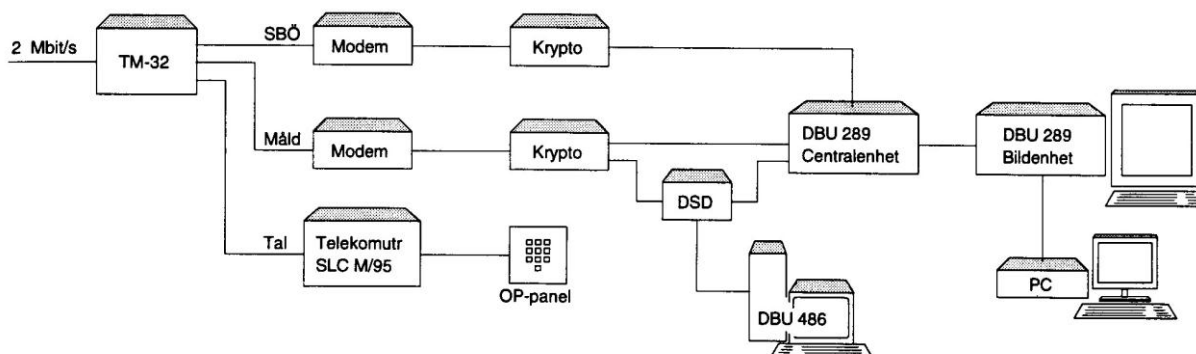 SBÖ
2 Mbit/s
TM-32
Modem
Krypto
Måld
Modem
Krypto
DBU 289
Centralenhet
DBU 289
Bildenhet
DSD
Tal
Telekomutr
SLC M/95
OP-panel
PC
DBU 486